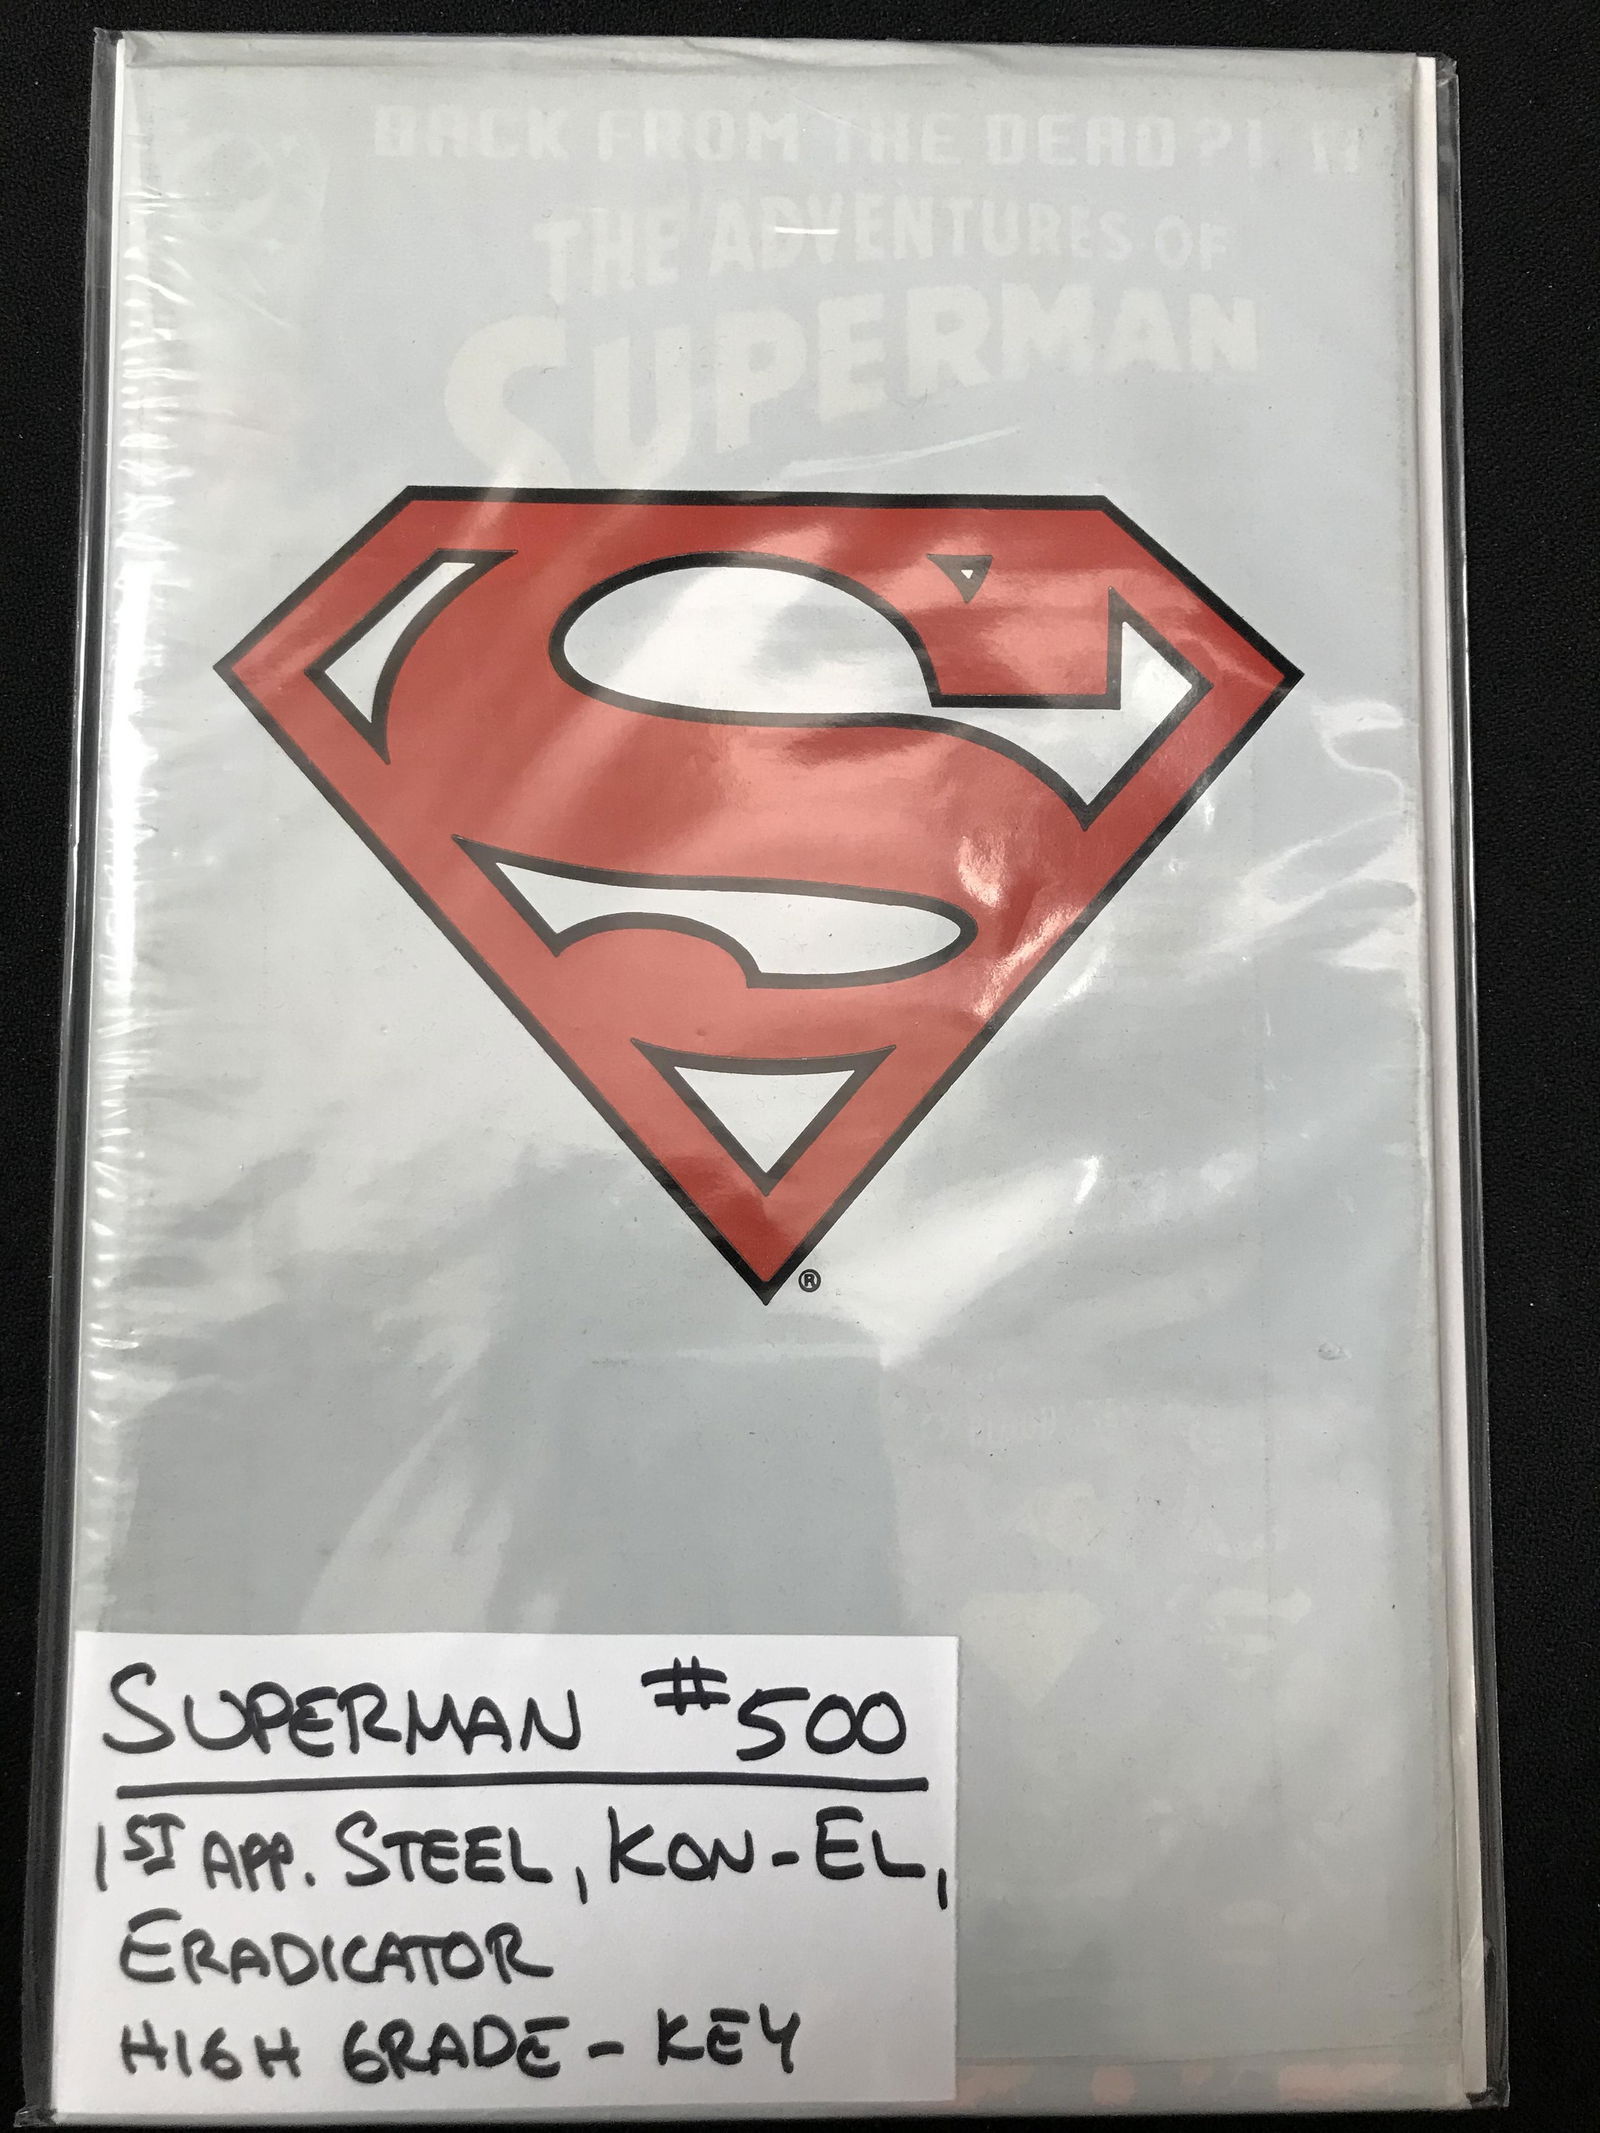 BACK FROM THE DEAD?!
THE ADVENTURES OF
SUPERMAN
S
®
SUPERMAN #500
1ST APP. STEEL, KON-EL,
ERADICATOR
HIGH GRADE - KEY